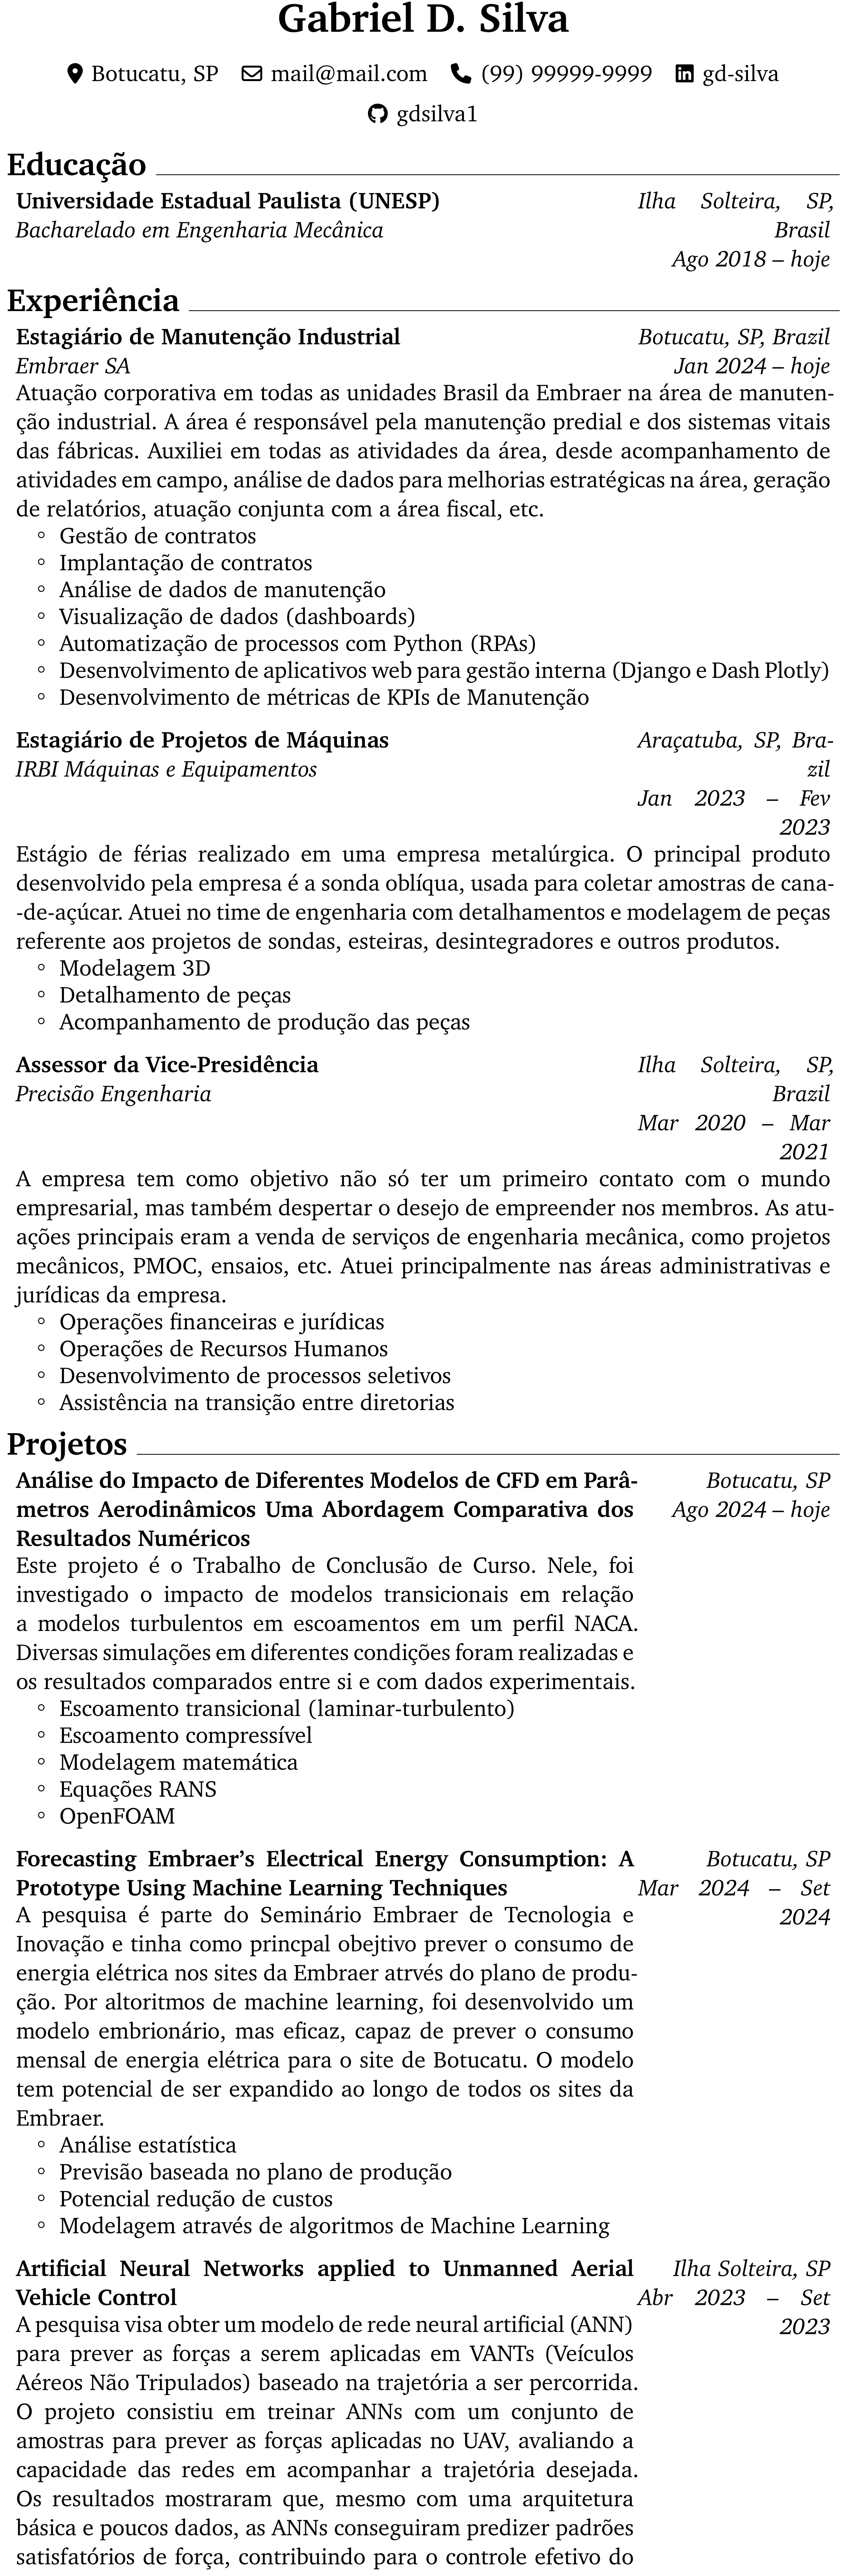 Gabriel D. Silva
Botucatu, SP mail@mail.com (99) 99999-9999 gd-silva
gdsilva1
Educação
Universidade Estadual Paulista (UNESP) Ilha Solteira, SP,
Bacharelado em Engenharia Mecânica Brasil
Ago 2018 – hoje
Experiência
Estagiário de Manutenção Industrial Botucatu, SP, Brazil
Embraer SA Jan 2024 – hoje
Atuação corporativa em todas as unidades Brasil da Embraer na área de manuten-
ção industrial. A área é responsável pela manutenção predial e dos sistemas vitais
das fábricas. Auxiliei em todas as atividades da área, desde acompanhamento de
atividades em campo, análise de dados para melhorias estratégicas na área, geração
de relatórios, atuação conjunta com a área fiscal, etc.
◦ Gestão de contratos
◦ Implantação de contratos
◦ Análise de dados de manutenção
◦ Visualização de dados (dashboards)
◦ Automatização de processos com Python (RPAs)
◦ Desenvolvimento de aplicativos web para gestão interna (Django e Dash Plotly)
◦ Desenvolvimento de métricas de KPIs de Manutenção
Estagiário de Projetos de Máquinas Araçatuba, SP, Bra-
IRBI Máquinas e Equipamentos zil
Jan 2023 – Fev
2023
Estágio de férias realizado em uma empresa metalúrgica. O principal produto
desenvolvido pela empresa é a sonda oblíqua, usada para coletar amostras de cana-
-de-açúcar. Atuei no time de engenharia com detalhamentos e modelagem de peças
referente aos projetos de sondas, esteiras, desintegradores e outros produtos.
◦ Modelagem 3D
◦ Detalhamento de peças
◦ Acompanhamento de produção das peças
Assessor da Vice-Presidência Ilha Solteira, SP,
Precisão Engenharia Brazil
Mar 2020 – Mar
2021
A empresa tem como objetivo não só ter um primeiro contato com o mundo
empresarial, mas também despertar o desejo de empreender nos membros. As atu-
ações principais eram a venda de serviços de engenharia mecânica, como projetos
mecânicos, PMOC, ensaios, etc. Atuei principalmente nas áreas administrativas e
jurídicas da empresa.
◦ Operações financeiras e jurídicas
◦ Operações de Recursos Humanos
◦ Desenvolvimento de processos seletivos
◦ Assistência na transição entre diretorias
Projetos
Análise do Impacto de Diferentes Modelos de CFD em Parâ- Botucatu, SP
metros Aerodinâmicos Uma Abordagem Comparativa dos Ago 2024 – hoje
Resultados Numéricos
Este projeto é o Trabalho de Conclusão de Curso. Nele, foi
investigado o impacto de modelos transicionais em relação
a modelos turbulentos em escoamentos em um perfil NACA.
Diversas simulações em diferentes condições foram realizadas e
os resultados comparados entre si e com dados experimentais.
◦ Escoamento transicional (laminar-turbulento)
◦ Escoamento compressível
◦ Modelagem matemática
◦ Equações RANS
◦ OpenFOAM
Forecasting Embraer’s Electrical Energy Consumption: A Botucatu, SP
Prototype Using Machine Learning Techniques Mar 2024 – Set
A pesquisa é parte do Seminário Embraer de Tecnologia e 2024
Inovação e tinha como princpal obejtivo prever o consumo de
energia elétrica nos sites da Embraer atrvés do plano de produ-
ção. Por altoritmos de machine learning, foi desenvolvido um
modelo embrionário, mas eficaz, capaz de prever o consumo
mensal de energia elétrica para o site de Botucatu. O modelo
tem potencial de ser expandido ao longo de todos os sites da
Embraer.
◦ Análise estatística
◦ Previsão baseada no plano de produção
◦ Potencial redução de custos
◦ Modelagem através de algoritmos de Machine Learning
Artificial Neural Networks applied to Unmanned Aerial Ilha Solteira, SP
Vehicle Control Abr 2023 – Set
A pesquisa visa obter um modelo de rede neural artificial (ANN) 2023
para prever as forças a serem aplicadas em VANTs (Veículos
Aéreos Não Tripulados) baseado na trajetória a ser percorrida.
O projeto consistiu em treinar ANNs com um conjunto de
amostras para prever as forças aplicadas no UAV, avaliando a
capacidade das redes em acompanhar a trajetória desejada.
Os resultados mostraram que, mesmo com uma arquitetura
básica e poucos dados, as ANNs conseguiram predizer padrões
satisfatórios de força, contribuindo para o controle efetivo do